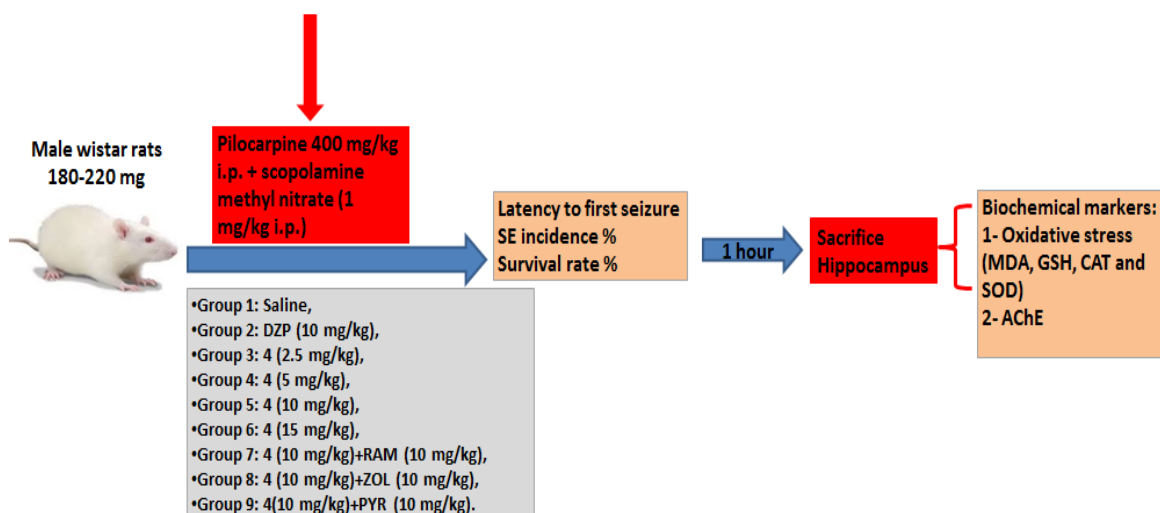 Male wistar rats
180-220 mg
Pilocarpine 400 mg/kg
i.p. + scopolamine
methyl nitrate (1
mg/kg i.p.)
•Group 1: Saline,
•Group 2: DZP (10 mg/kg),
•Group 3: 4 (2.5 mg/kg),
•Group 4: 4 (5 mg/kg),
•Group 5: 4 (10 mg/kg),
•Group 6: 4 (15 mg/kg),
•Group 7: 4 (10 mg/kg)+RAM (10 mg/kg),
•Group 8: 4 (10 mg/kg)+ZOL (10 mg/kg),
•Group 9: 4(10 mg/kg)+PYR (10 mg/kg).
Latency to first seizure
SE incidence %
Survival rate %
1 hour
Sacrifice
Hippocampus
Biochemical markers:
1- Oxidative stress
(MDA, GSH, CAT and
SOD)
2- AChE